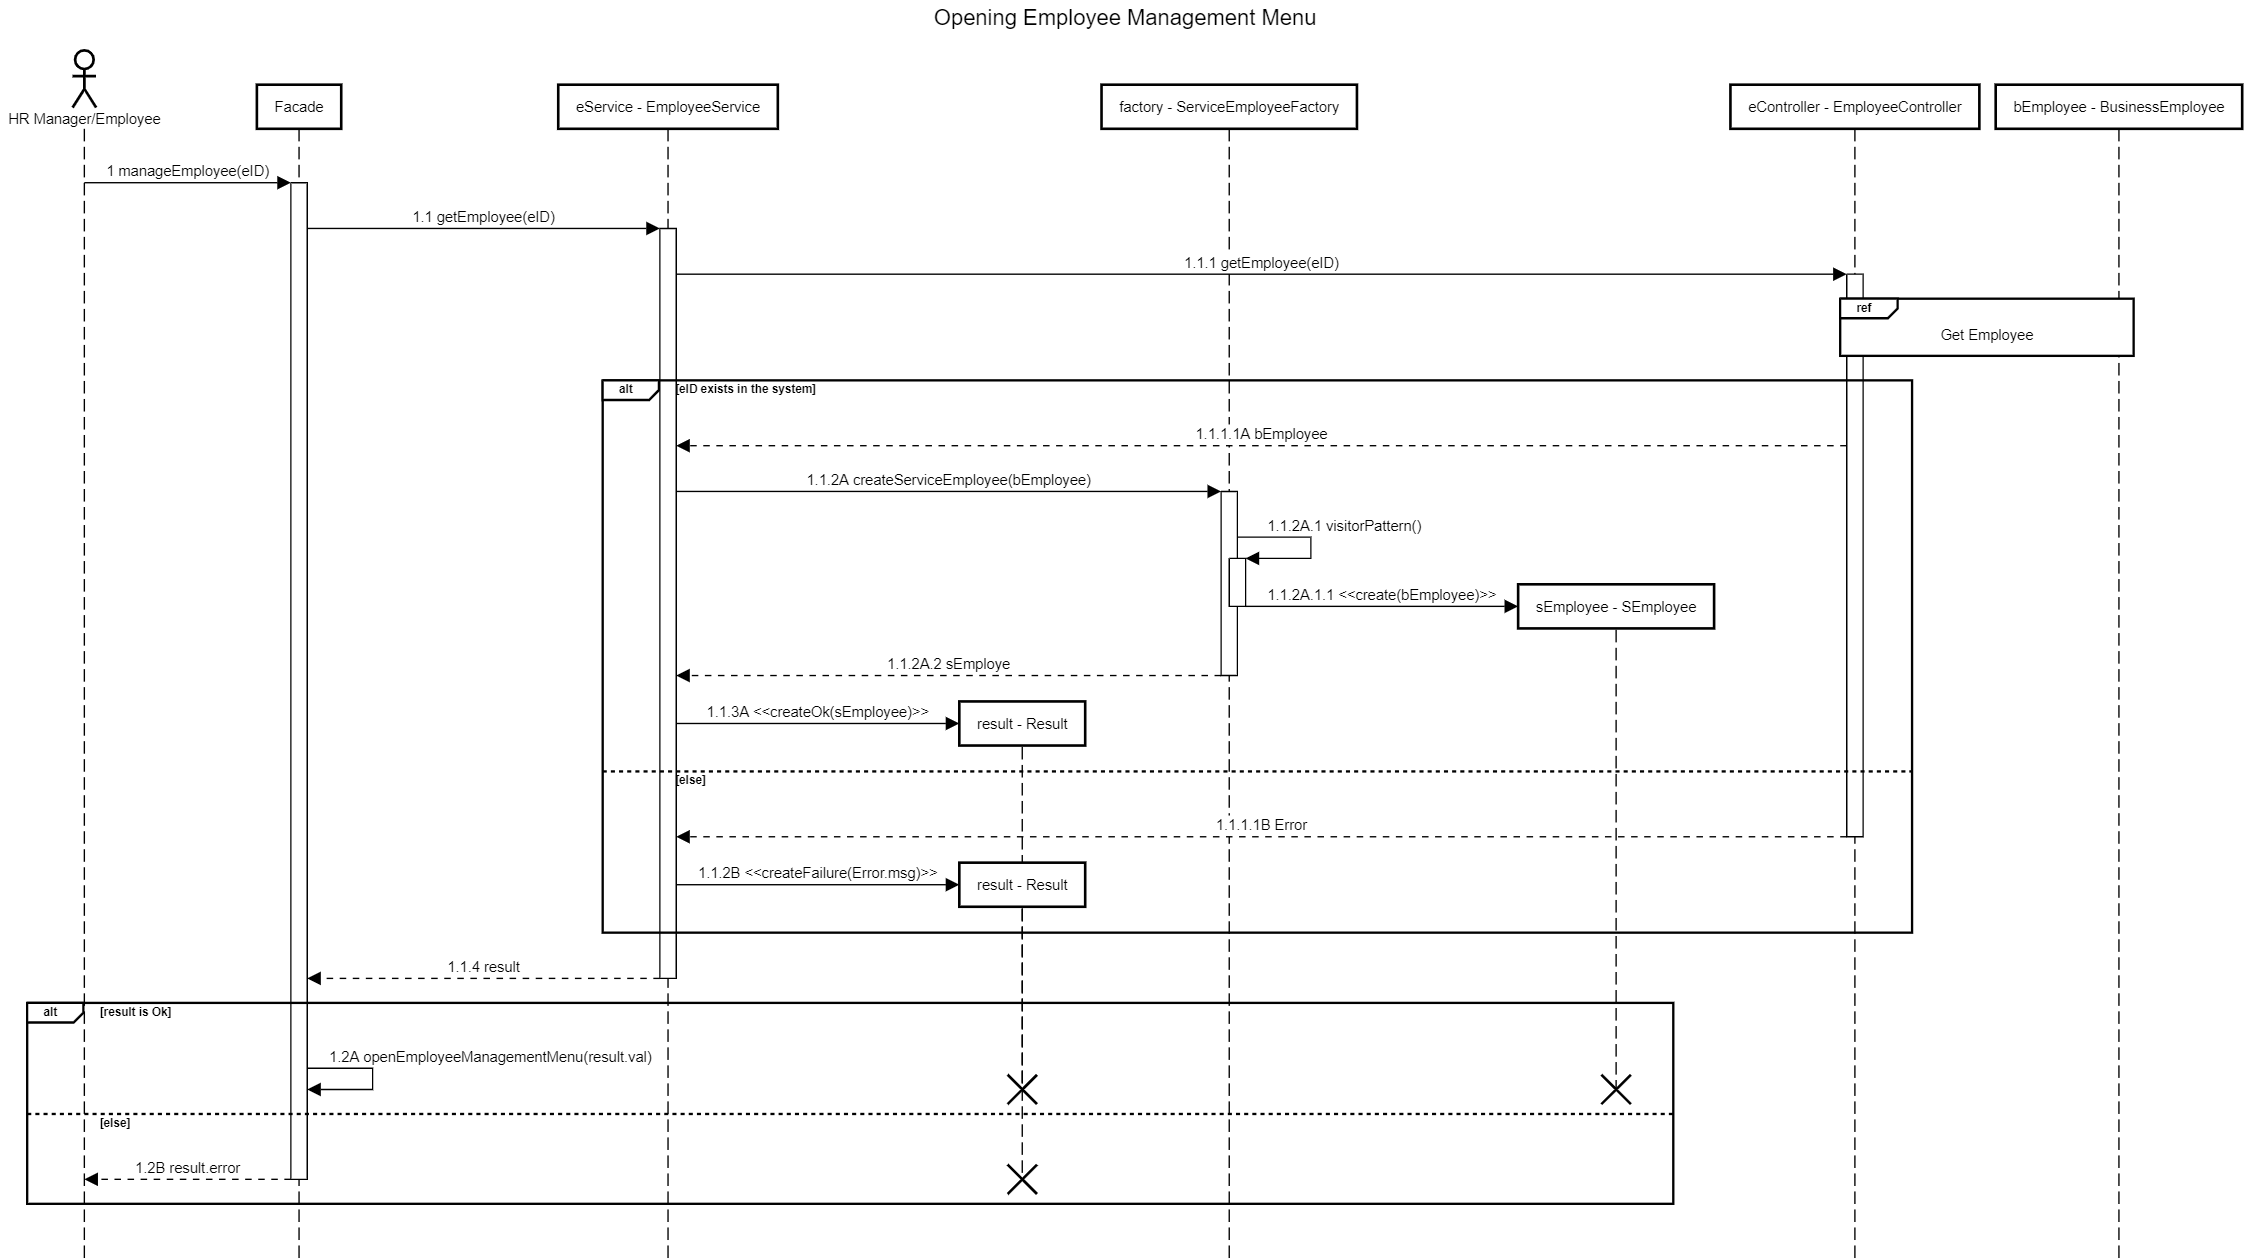 Opening Employee Management Menu
HR Manager/Employee
Facade
eService - EmployeeService
factory - ServiceEmployeeFactory
eController - EmployeeController
bEmployee - BusinessEmployee
1 manageEmployee(eID)
1.1 getEmployee(eID)
1.1.1 getEmployee(eID)
ref
Get Employee
alt
[eID exists in the system]
1.1.1.1A bEmployee
1.1.2A createServiceEmployee(bEmployee)
1.1.2A.1 visitorPattern()
1.1.2A.1.1 <<create(bEmployee)>>
sEmployee - SEmployee
1.1.2A.2 sEmploye
1.1.3A <<createOk(sEmployee)>>
result - Result
[else]
1.1.1.1B Error
1.1.2B <<createFailure(Error.msg)>>
result - Result
1.1.4 result
alt
[result is Ok]
1.2A openEmployeeManagementMenu(result.val)
[else]
1.2B result.error